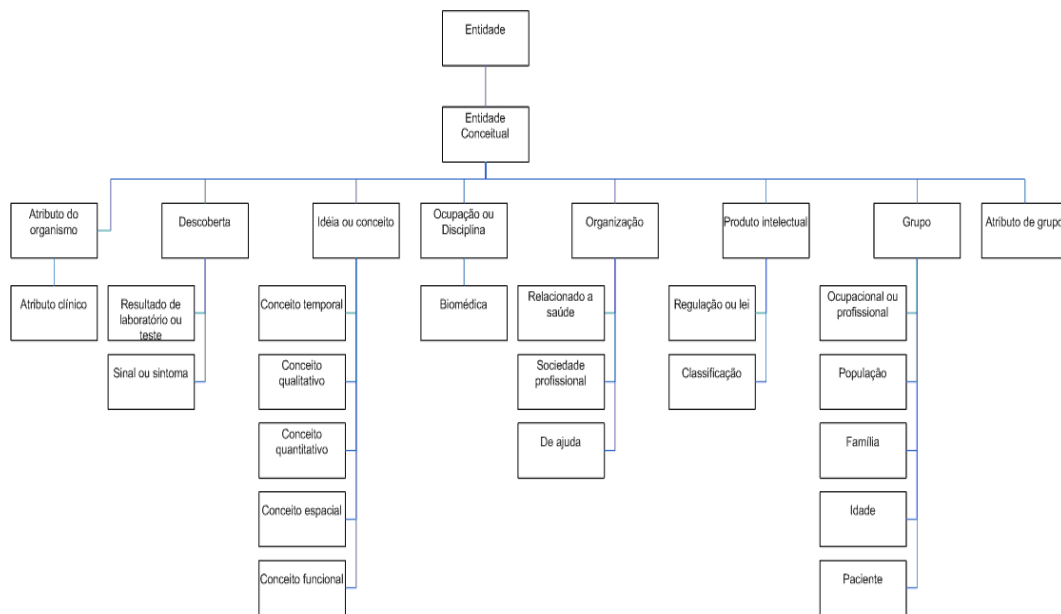 Entidade
Entidade
Conceitual
Atributo do
organismo
Descoberta
Idéia ou conceito
Ocupação ou
Disciplina
Organização
Produto intelectual
Grupo
Atributo de grupo
Atributo clínico
Resultado de
laboratório ou
teste
Sinal ou sintoma
Conceito temporal
Conceito
qualitativo
Conceito
quantitativo
Conceito espacial
Conceito funcional
Biomédica
Relacionado a
saúde
Sociedade
profissional
De ajuda
Regulação ou lei
Classificação
Ocupacional ou
profissional
População
Família
Idade
Paciente